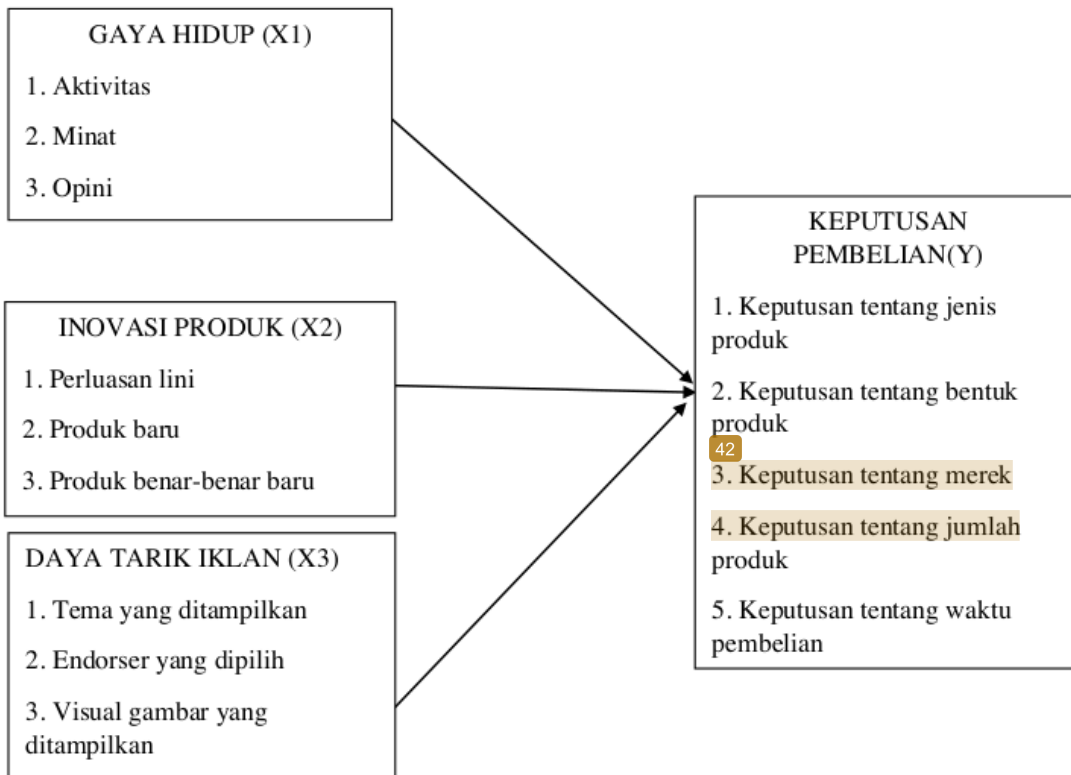 GAYA HIDUP (X1)
1. Aktivitas
2. Minat
3. Opini
INOVASI PRODUK (X2)
1. Perluasan lini
2. Produk baru
3. Produk benar-benar baru
DAYA TARIK IKLAN (X3)
1. Tema yang ditampilkan
2. Endorser yang dipilih
3. Visual gambar yang
ditampilkan
KEPUTUSAN
PEMBELIAN(Y)
1. Keputusan tentang jenis
produk
2. Keputusan tentang bentuk
produk
42
3. Keputusan tentang merek
4. Keputusan tentang jumlah
produk
5. Keputusan tentang waktu
pembelian